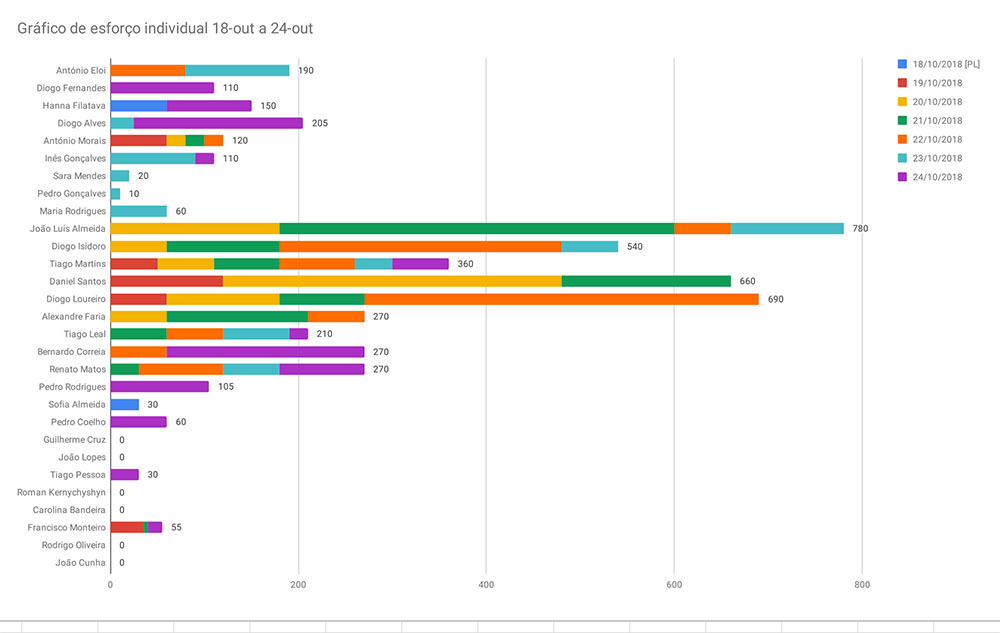 Gráfico de esforço individual 18-out a 24-out
António Eloi 190
Diogo Fernandes 110
Hanna Filatava 150
Diogo Alves 205
António Morais 120
Inés Gonçalves 110
Sara Mendes 20
Pedro Gonçalves 10
Maria Rodrigues 60
João Luís Almeida 780
Diogo Isidoro 540
Tiago Martins 360
Daniel Santos 660
Diogo Loureiro 690
Alexandre Faria 270
Tiago Leal 210
Bernardo Correia 270
Renato Matos 270
Pedro Rodrigues 105
Sofia Almeida 30
Pedro Coelho 60
Guilherme Cruz 0
João Lopes 0
Tiago Pessoa 30
Roman Kernychyshyn 0
Carolina Bandeira 0
Francisco Monteiro 55
Rodrigo Oliveira 0
João Cunha 0
0 200 400 600 800
18/10/2018 [PL]
19/10/2018
20/10/2018
21/10/2018
22/10/2018
23/10/2018
24/10/2018